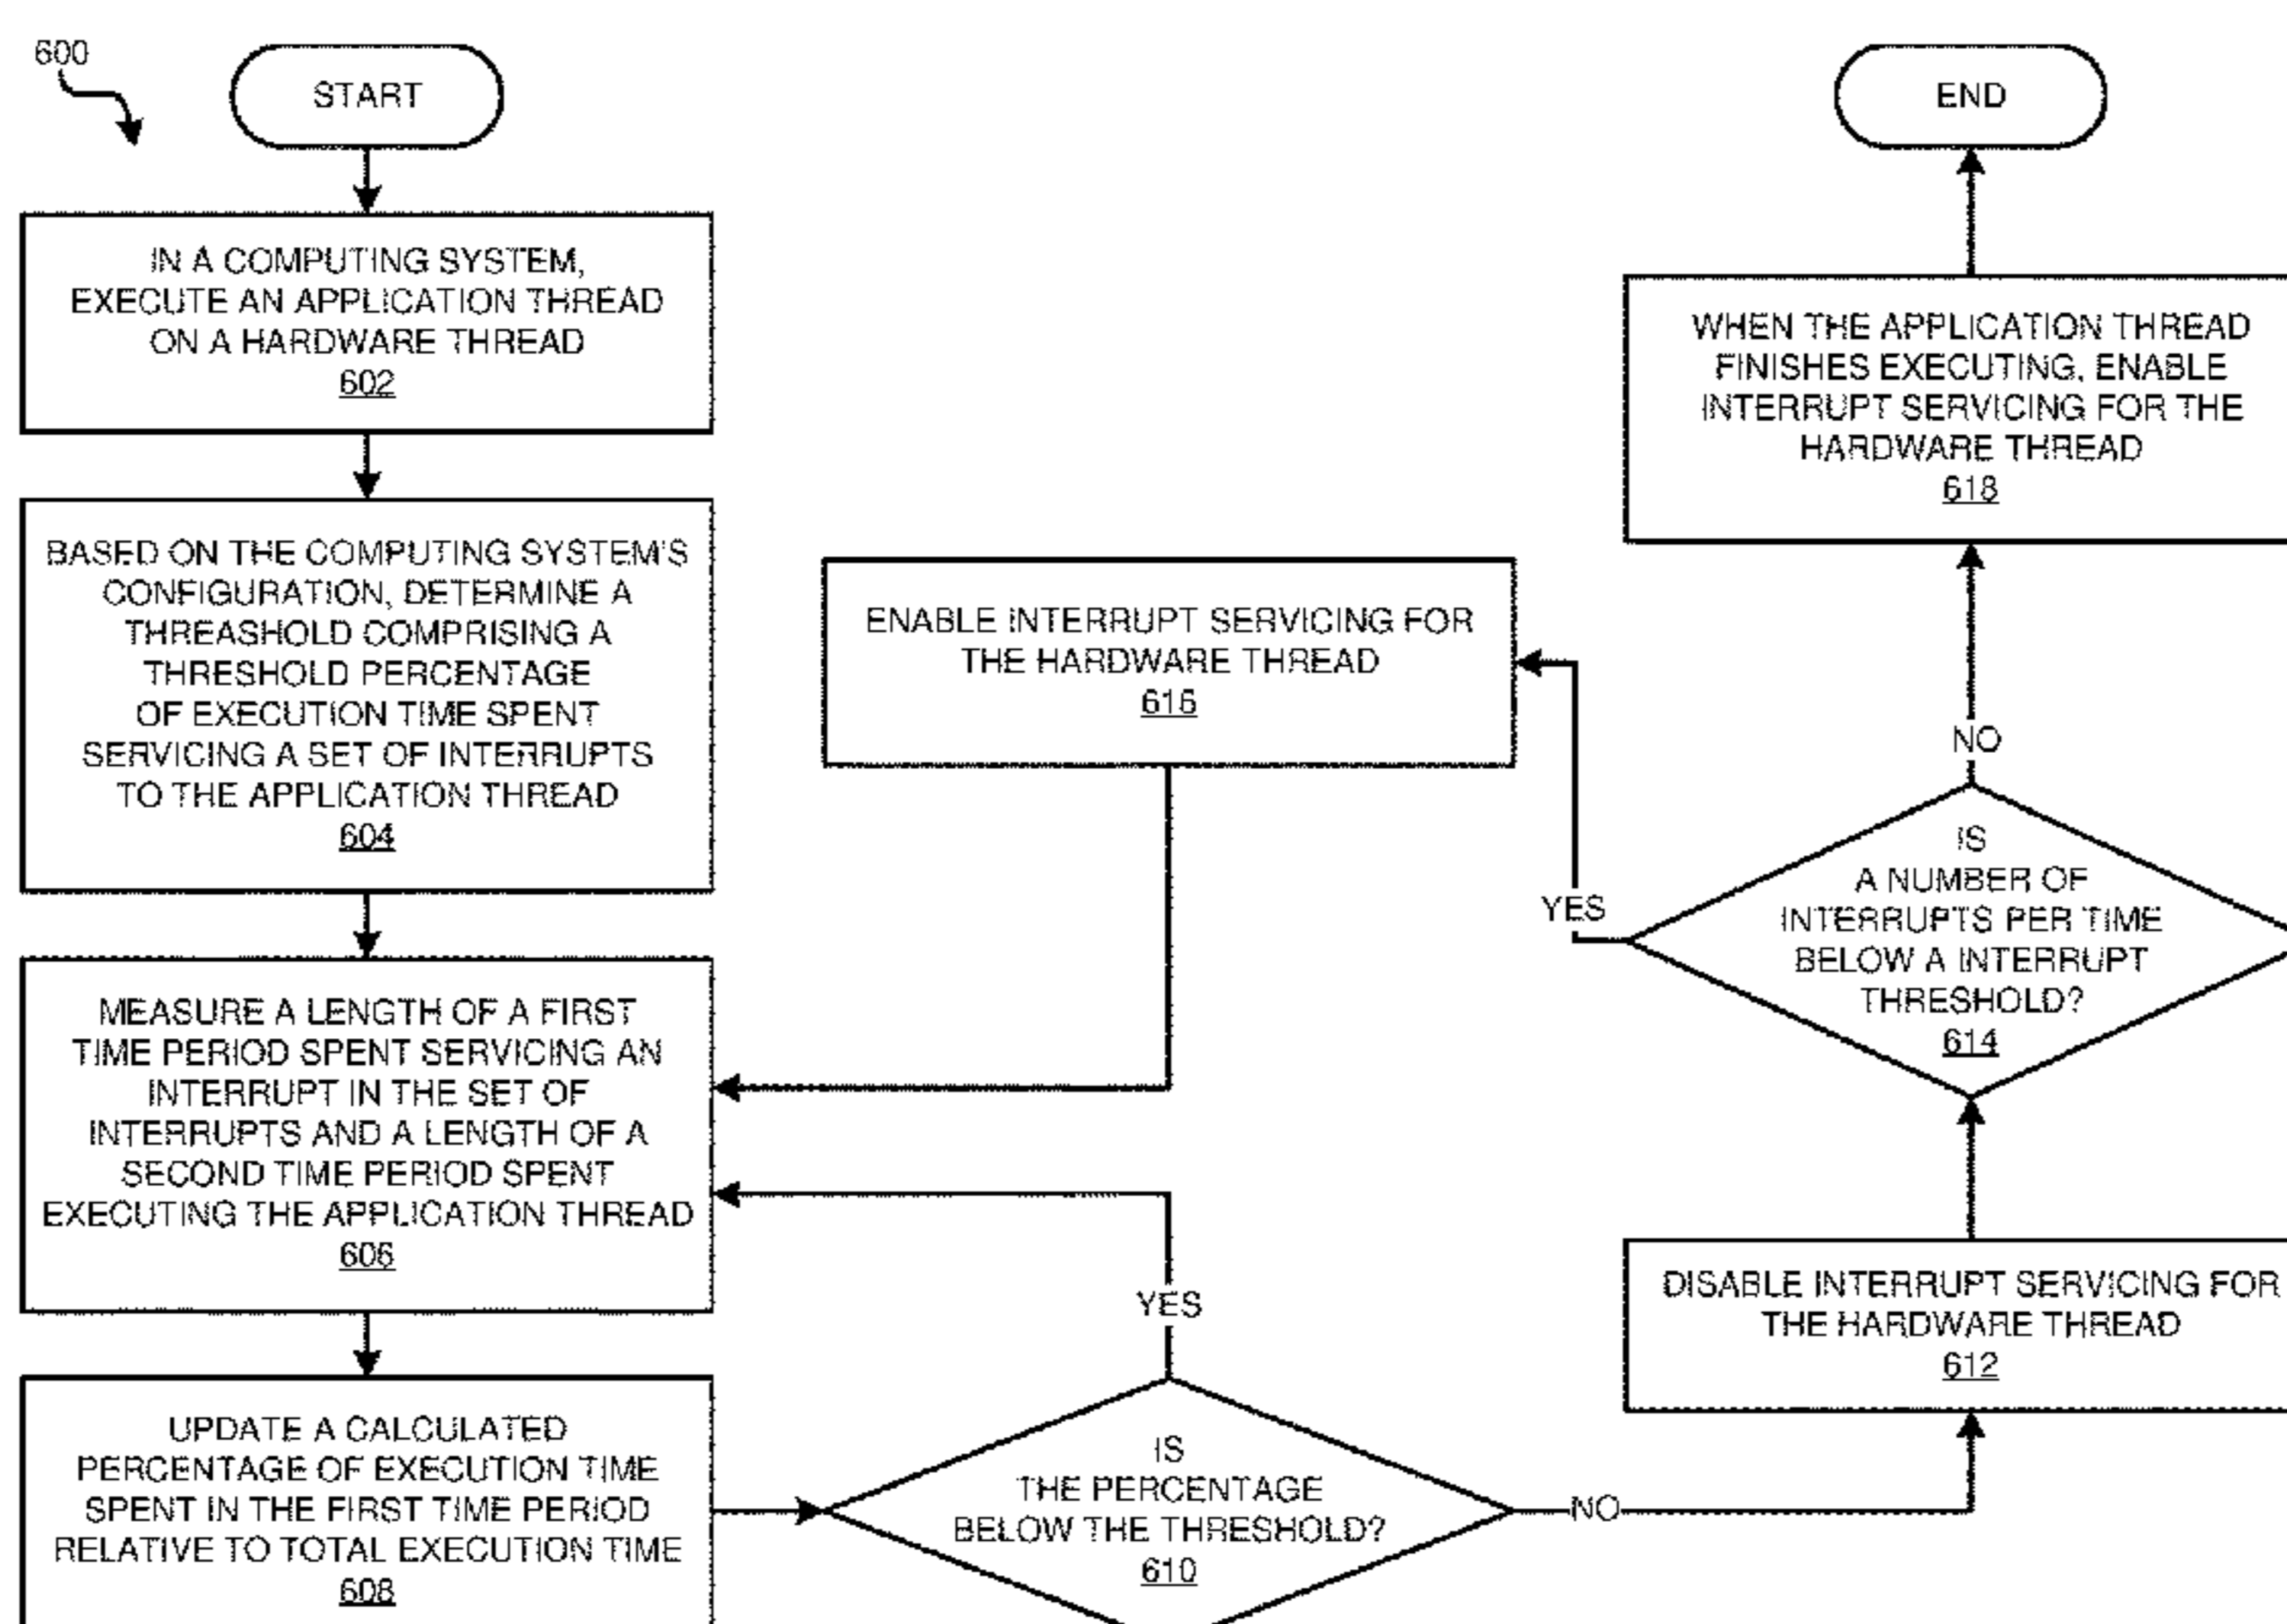 600
START
IN A COMPUTING SYSTEM,
EXECUTE AN APPLICATION THREAD
ON A HARDWARE THREAD
602
BASED ON THE COMPUTING SYSTEM'S
CONFIGURATION, DETERMINE A
THREASHOLD COMPRISING A
THRESHOLD PERCENTAGE
OF EXECUTION TIME SPENT
SERVICING A SET OF INTERRUPTS
TO THE APPLICATION THREAD
604
MEASURE A LENGTH OF A FIRST
TIME PERIOD SPENT SERVICING AN
INTERRUPT IN THE SET OF
INTERRUPTS AND A LENGTH OF A
SECOND TIME PERIOD SPENT
EXECUTING THE APPLICATION THREAD
606
UPDATE A CALCULATED
PERCENTAGE OF EXECUTION TIME
SPENT IN THE FIRST TIME PERIOD
RELATIVE TO TOTAL EXECUTION TIME
608
IS
THE PERCENTAGE
BELOW THE THRESHOLD?
610
YES
NO
DISABLE INTERRUPT SERVICING FOR
THE HARDWARE THREAD
612
IS
A NUMBER OF
INTERRUPTS PER TIME
BELOW A INTERRUPT
THRESHOLD?
614
YES
ENABLE INTERRUPT SERVICING FOR
THE HARDWARE THREAD
616
NO
WHEN THE APPLICATION THREAD
FINISHES EXECUTING, ENABLE
INTERRUPT SERVICING FOR THE
HARDWARE THREAD
618
END